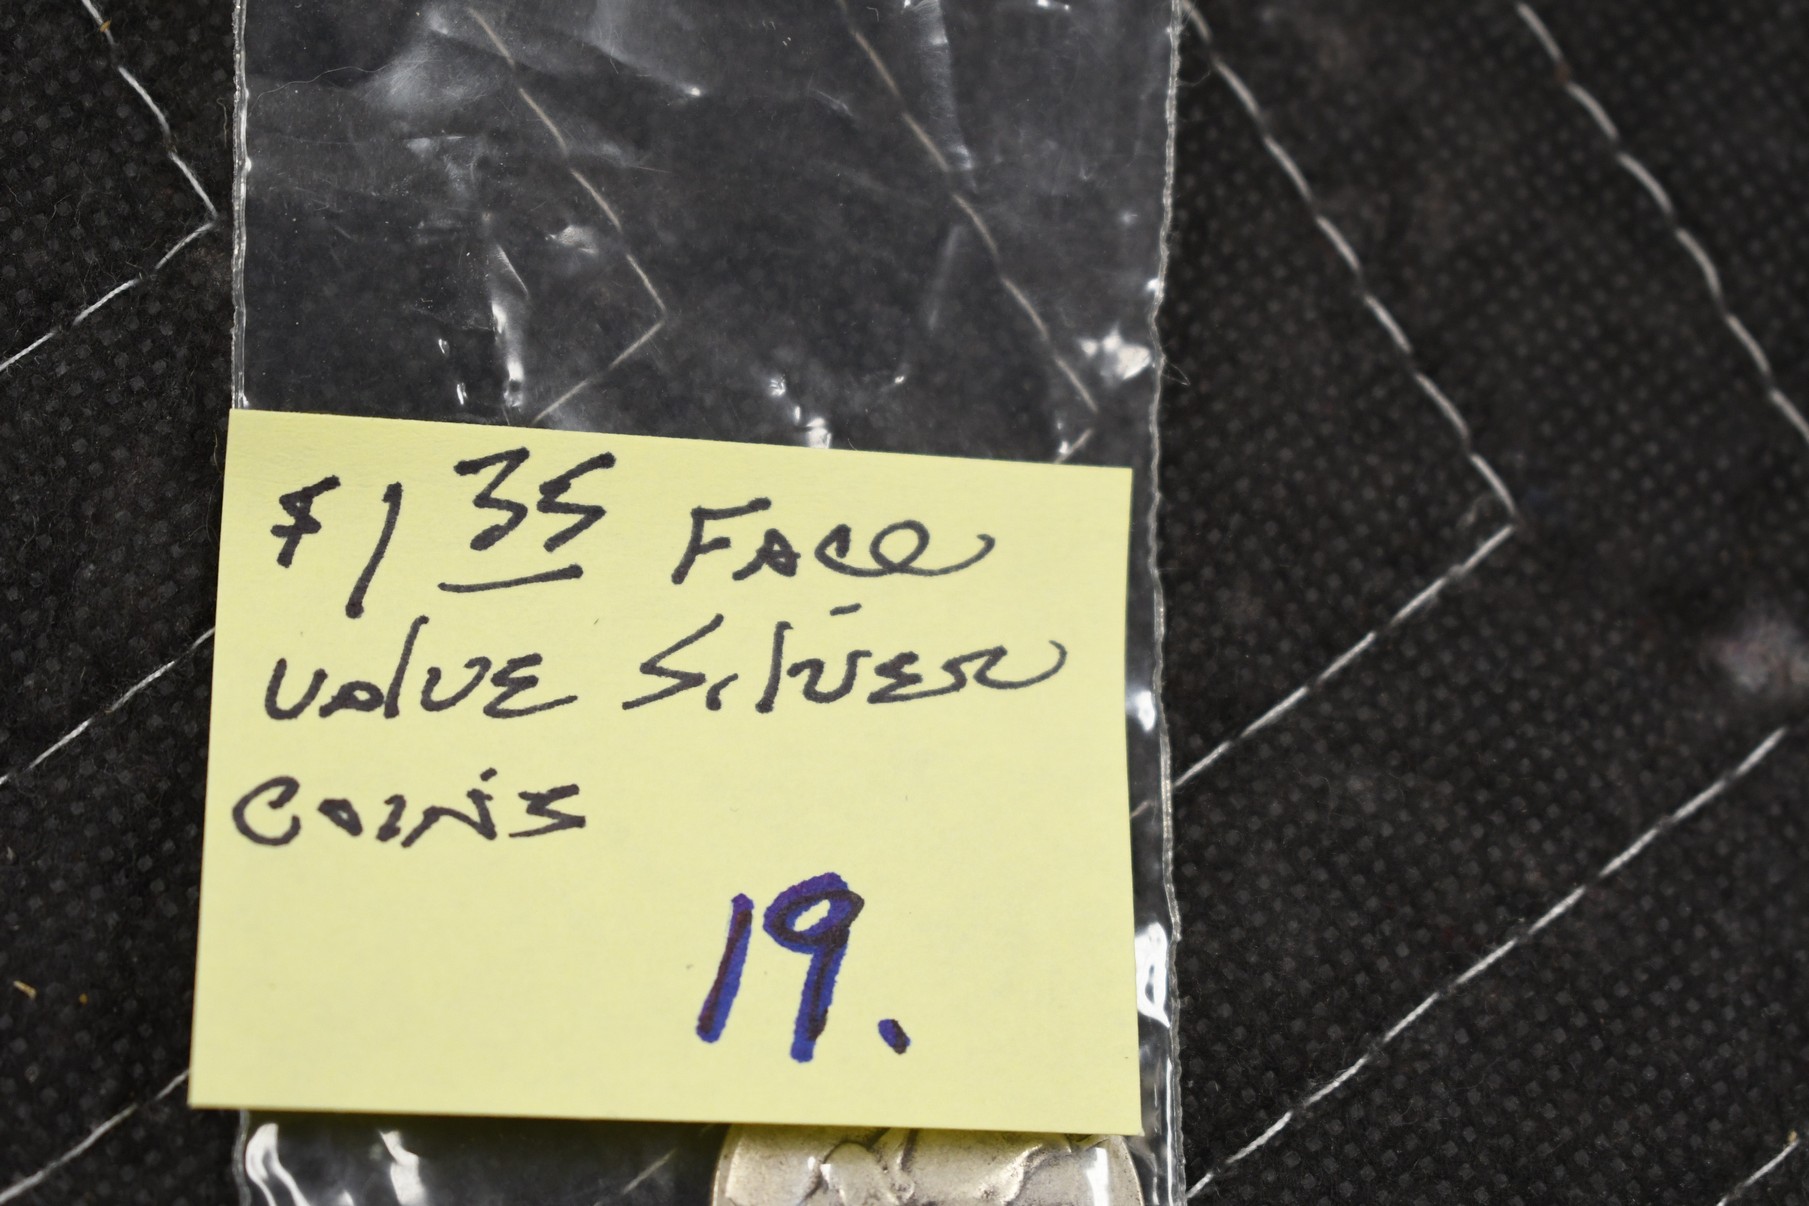 $1 35 Face
value Silver
Coins
19.